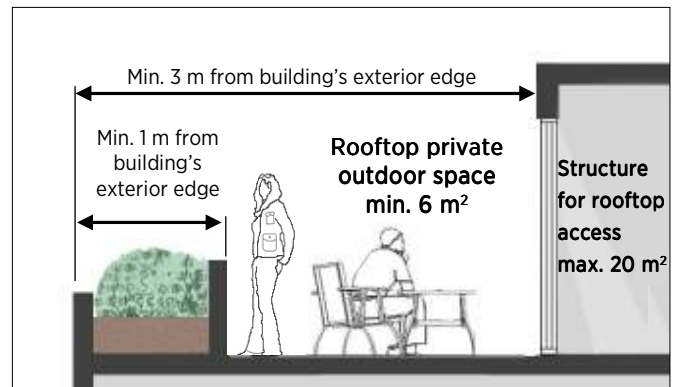 Min. 3 m from building's exterior edge
Min. 1 m from
building's
exterior edge
Rooftop private
outdoor space
min. 6 m²
Structure
for rooftop
access
max. 20 m²